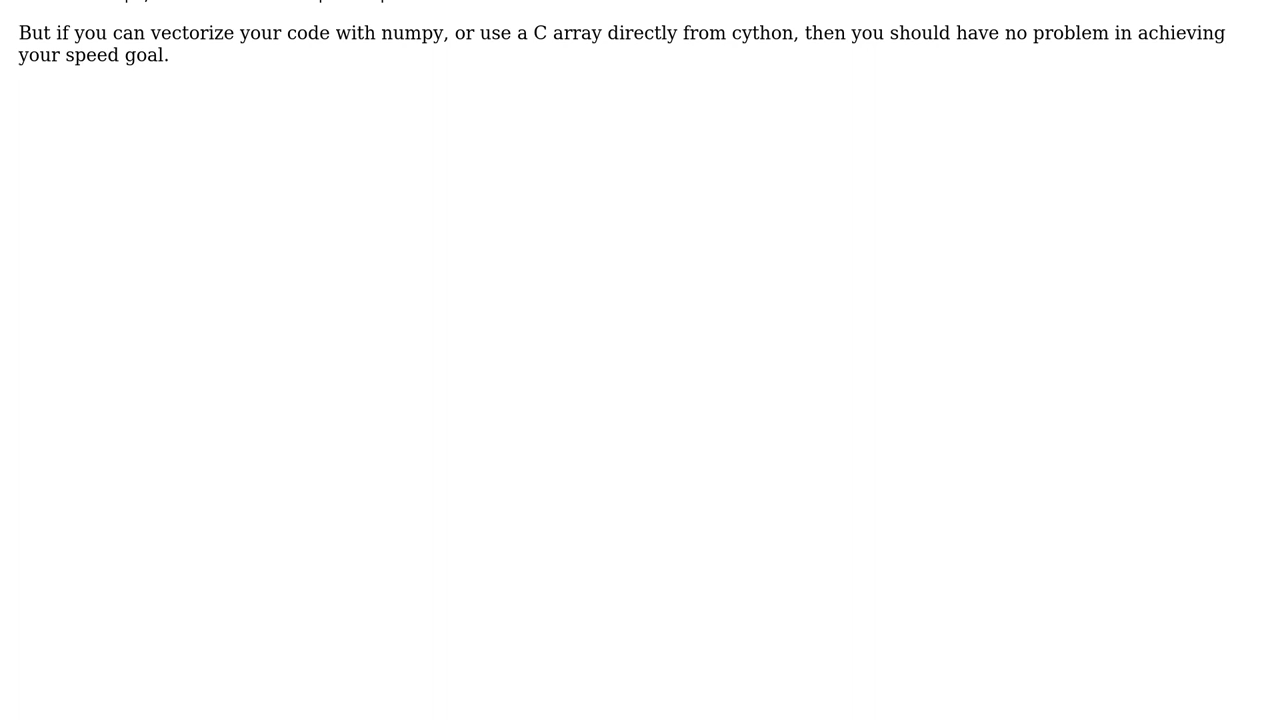 But if you can vectorize your code with numpy, or use a C array directly from cython, then you should have no problem in achieving
your speed goal.